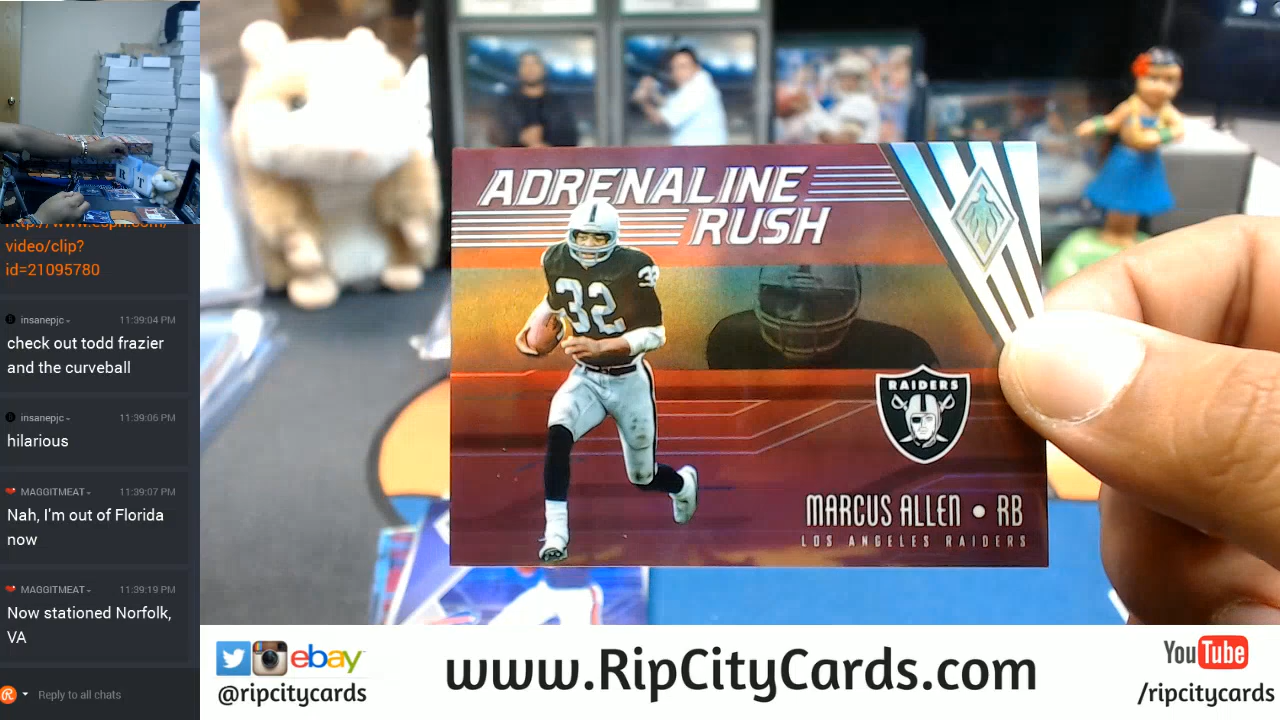 video/clip?
id=21095780
insanepjc
11:39:04 PM
check out todd frazier
and the curveball
insanepjc
11:39:06 PM
hilarious
MAGGITMEAT
11:39:07 PM
Nah, I'm out of Florida
now
MAGGITMEAT
11:39:19 PM
Now stationed Norfolk,
VA
Reply to all chats
ADRENALINE
RUSH
32
32
RAIDERS
MARCUS ALLEN • RB
LOS ANGELES RAIDERS
ebay
@ripcitycards
www.RipCityCards.com
YouTube
/ripcitycards